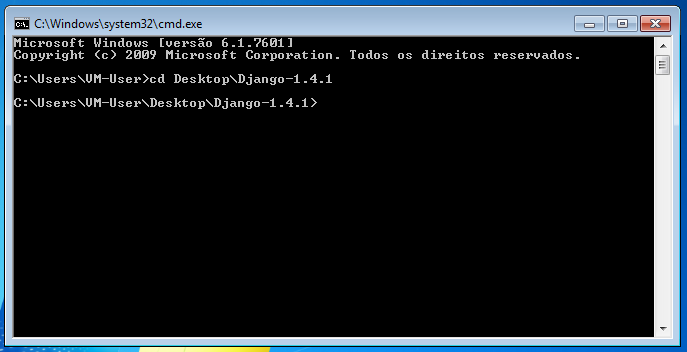 C:\Windows\system32\cmd.exe
Microsoft Windows [versão 6.1.7601]
Copyright (c) 2009 Microsoft Corporation. Todos os direitos reservados.
C:\Users\VM-User>cd Desktop\Django-1.4.1
C:\Users\VM-User\Desktop\Django-1.4.1>